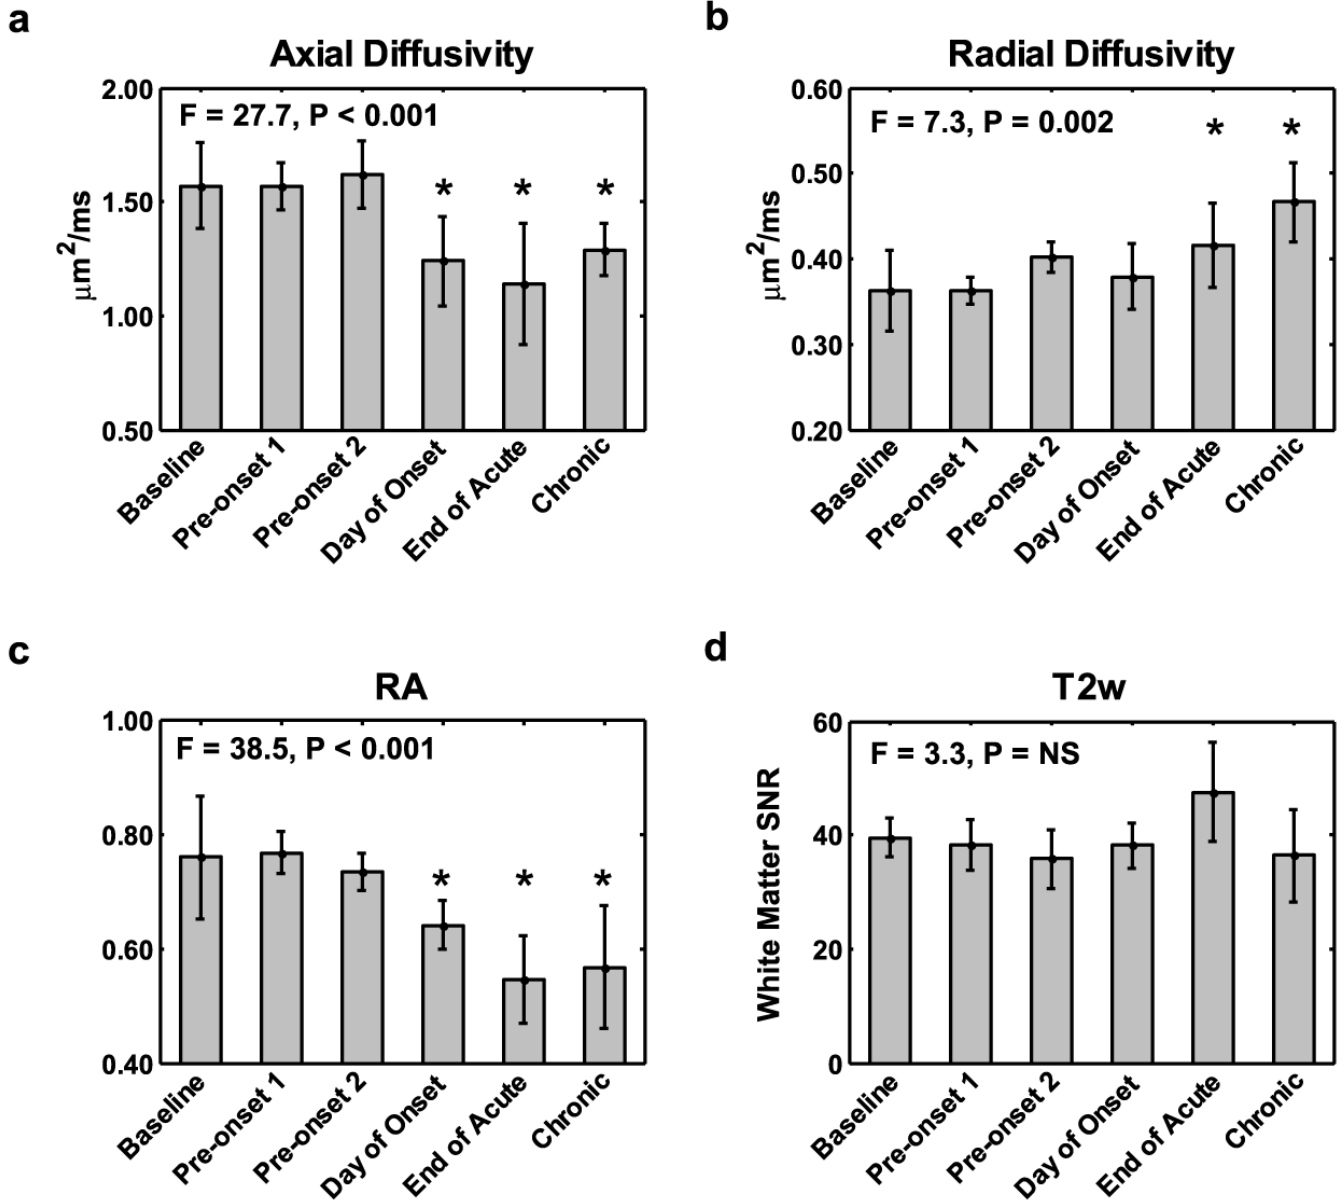 a
Axial Diffusivity
2.00
1.50
1.00
0.50
μm²/ms
F = 27.7, P < 0.001
* * *
Baseline
Pre-onset 1
Pre-onset 2
Day of Onset
End of Acute
Chronic
b
Radial Diffusivity
0.60
0.50
0.40
0.30
0.20
μm²/ms
F = 7.3, P = 0.002
* *
Baseline
Pre-onset 1
Pre-onset 2
Day of Onset
End of Acute
Chronic
c
RA
1.00
0.80
0.60
0.40
F = 38.5, P < 0.001
* * *
Baseline
Pre-onset 1
Pre-onset 2
Day of Onset
End of Acute
Chronic
d
T2w
60
40
20
0
White Matter SNR
F = 3.3, P = NS
Baseline
Pre-onset 1
Pre-onset 2
Day of Onset
End of Acute
Chronic